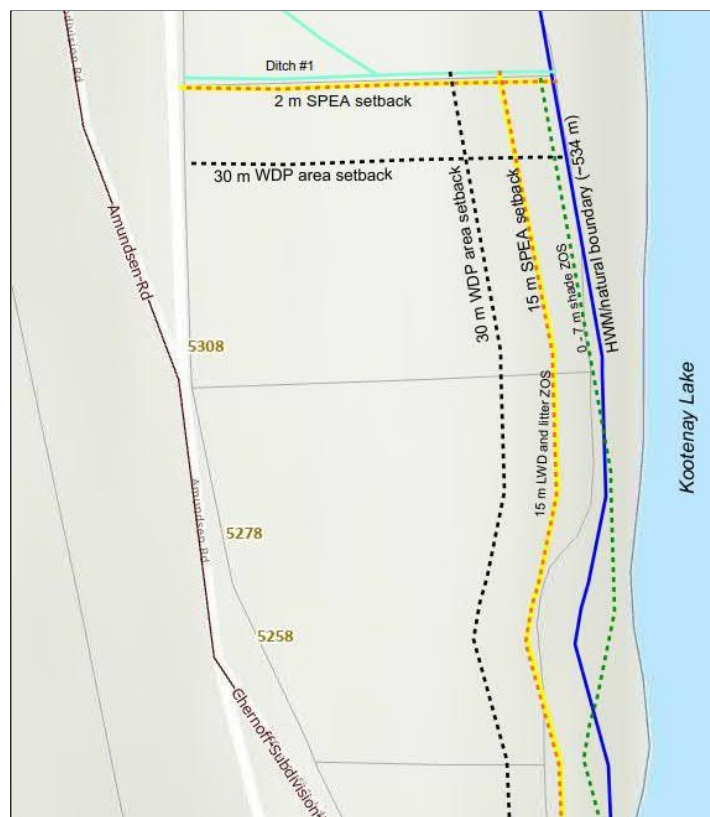 division Rd
Ditch #1
2 m SPEA setback
30 m WDP area setback
30 m WDP area setback
15 m SPEA setback
0 - 7 m shade ZOS
HWM/natural boundary (~534 m)
Amundsen-Rd
5308
15 m LWD and litter ZOS
Kootenay Lake
Amundsen Rd
5278
5258
Chernoff-Subdivision